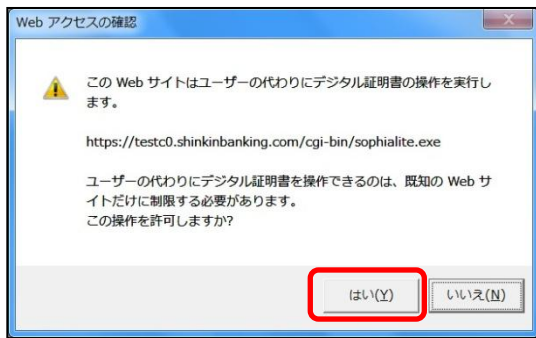 Web アクセスの確認
この Web サイトはユーザーの代わりにデジタル証明書の操作を実行し
ます。
https://testc0.shinkinbanking.com/cgi-bin/sophialite.exe
ユーザーの代わりにデジタル証明書を操作できるのは、既知の Web サ
イトだけに制限する必要があります。
この操作を許可しますか?
はい(Y) いいえ(N)